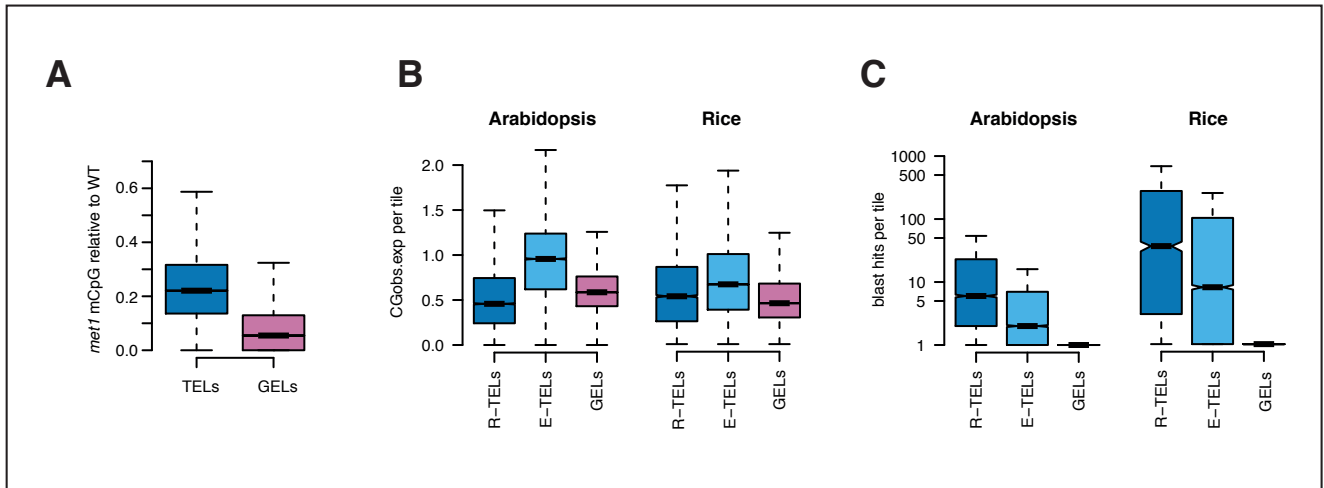 A
B
C
Arabidopsis
Rice
Arabidopsis
Rice
met1 mCpG relative to WT
0.6
0.4
0.2
0.0
TELs
GELs
CGobs.exp per tile
2.0
1.5
1.0
0.5
0.0
R−TELs
E−TELs
GELs
R−TELs
E−TELs
GELs
blast hits per tile
1000
500
100
50
10
5
1
R−TELs
E−TELs
GELs
R−TELs
E−TELs
GELs